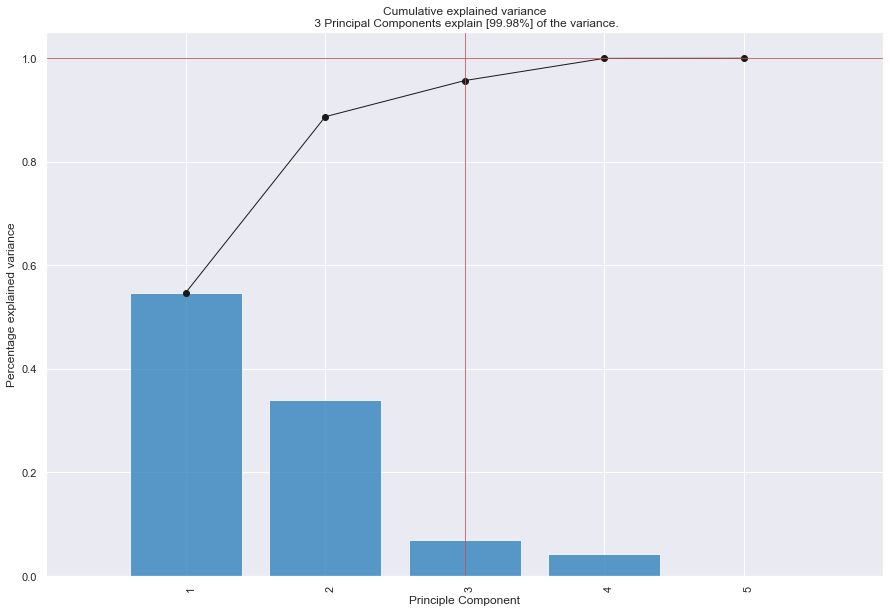 Cumulative explained variance
3 Principal Components explain [99.98%] of the variance.
Percentage explained variance
1.0
0.8
0.6
0.4
0.2
0.0
1
2
3
4
5
Principle Component